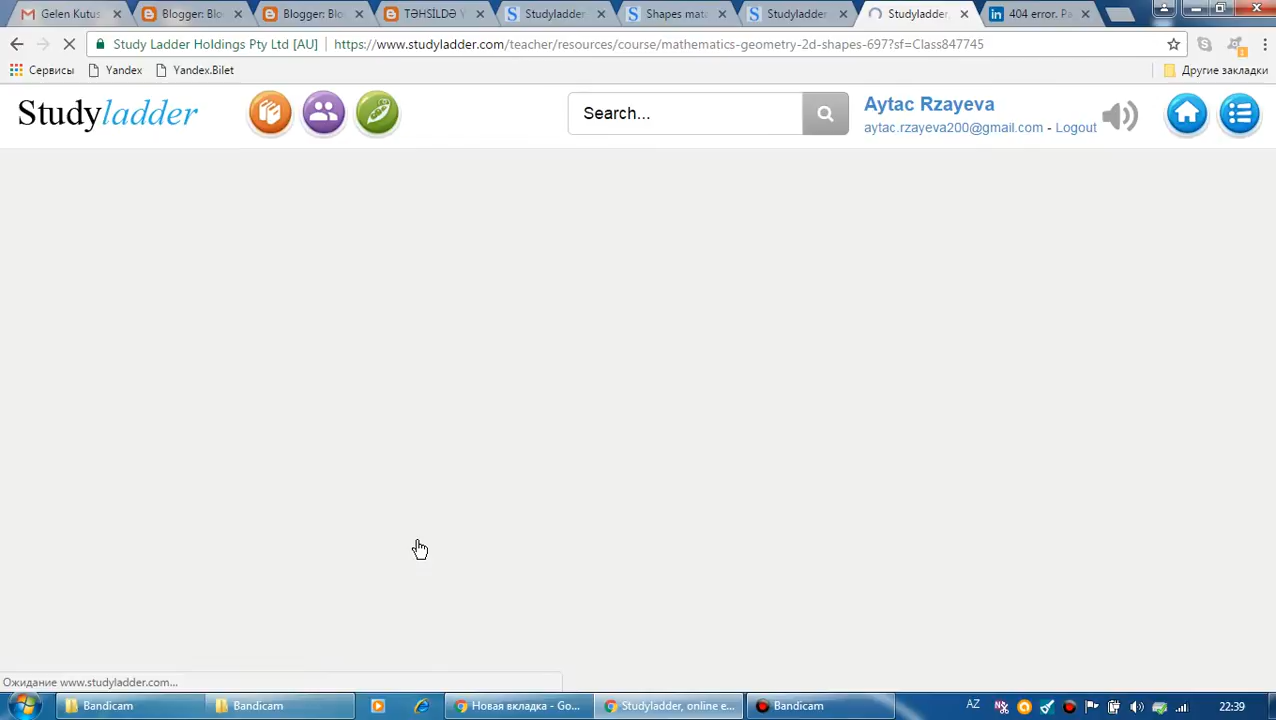 Gelen Kutus
Blogger: Blo
Blogger: Blo
TƏHSİLDƏ
Studyladder
Shapes mat
Studyladder
Studyladder
404 error. Pa
Study Ladder Holdings Pty Ltd [AU]
https://www.studyladder.com/teacher/resources/course/mathematics-geometry-2d-shapes-697?sf=Class847745
Сервисы
Yandex
Yandex.Bilet
Другие закладки
Studyladder
Search...
Aytac Rzayeva
aytac.rzayeva200@gmail.com - Logout
Ожидание www.studyladder.com...
Bandicam
Bandicam
Новая вкладка - Go...
Studyladder, online e...
Bandicam
AZ
22:39